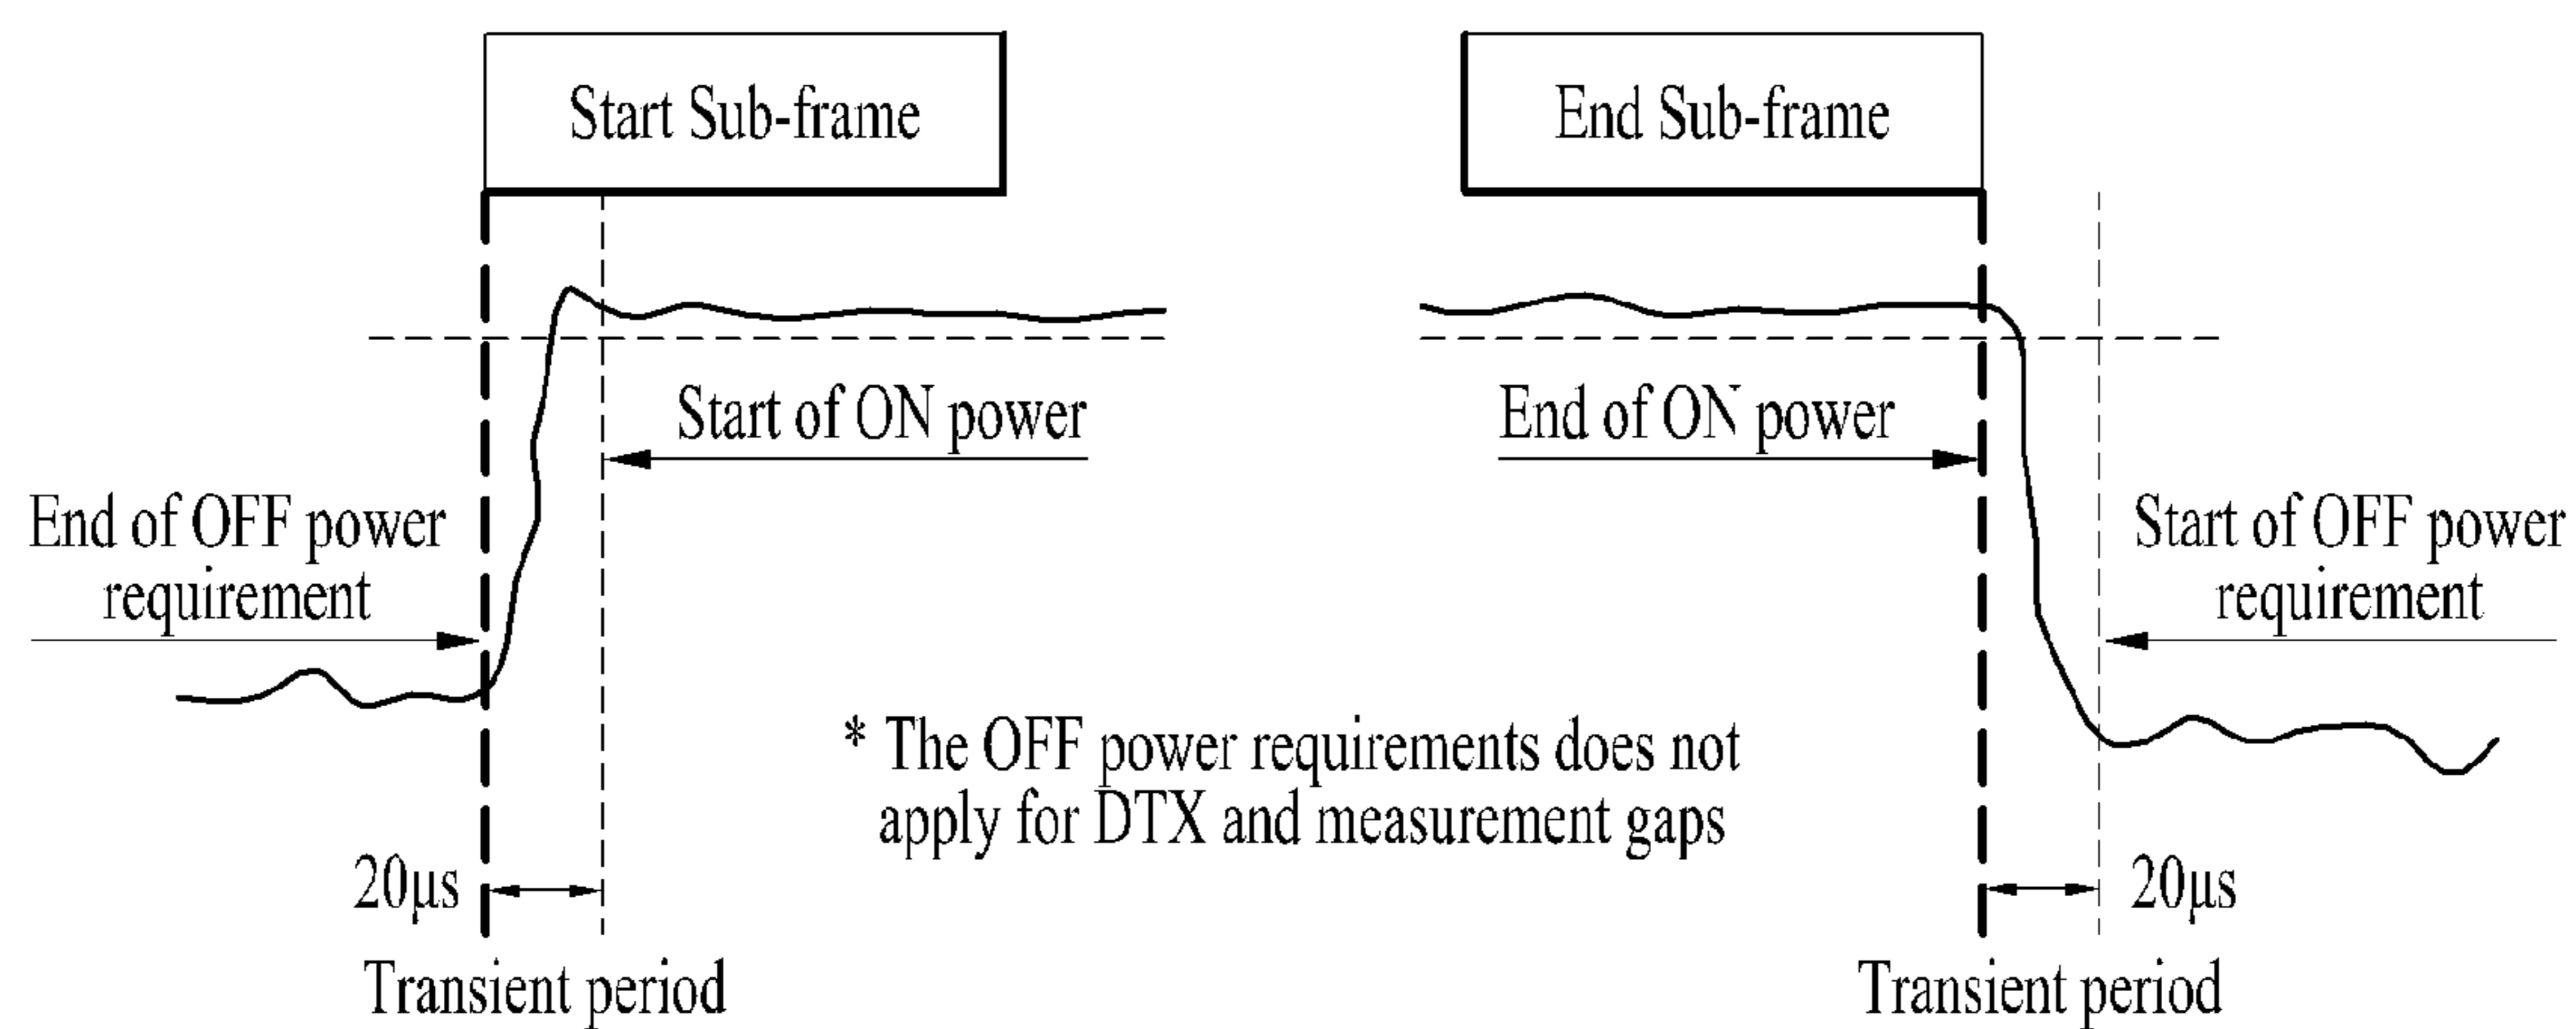 Start Sub-frame
End Sub-frame
Start of ON power
End of ON power
End of OFF power
requirement
Start of OFF power
requirement
* The OFF power requirements does not
apply for DTX and measurement gaps
20μs
20μs
Transient period
Transient period